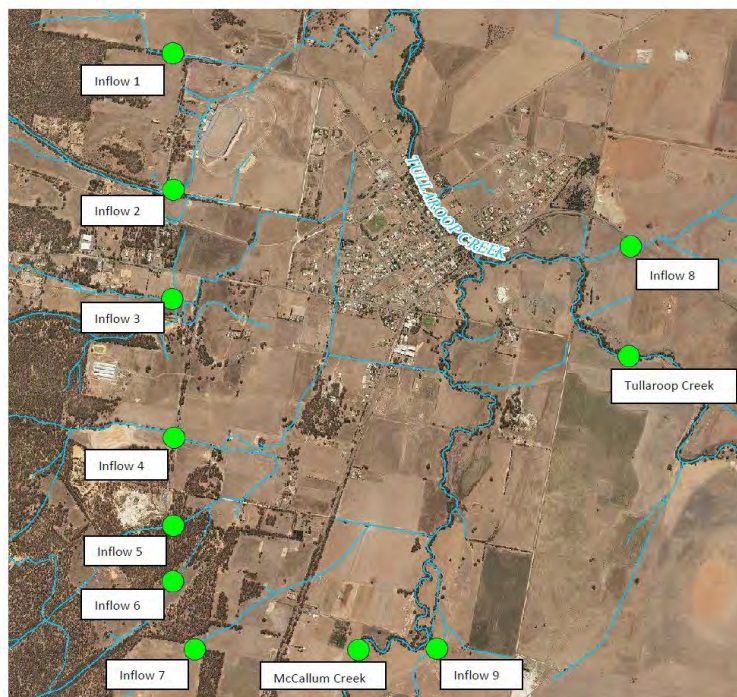 Inflow 1
Inflow 2
TULLAROOP CREEK
Inflow 8
Inflow 3
Tullaroop Creek
Inflow 4
Inflow 5
Inflow 6
Inflow 7
McCallum Creek
Inflow 9